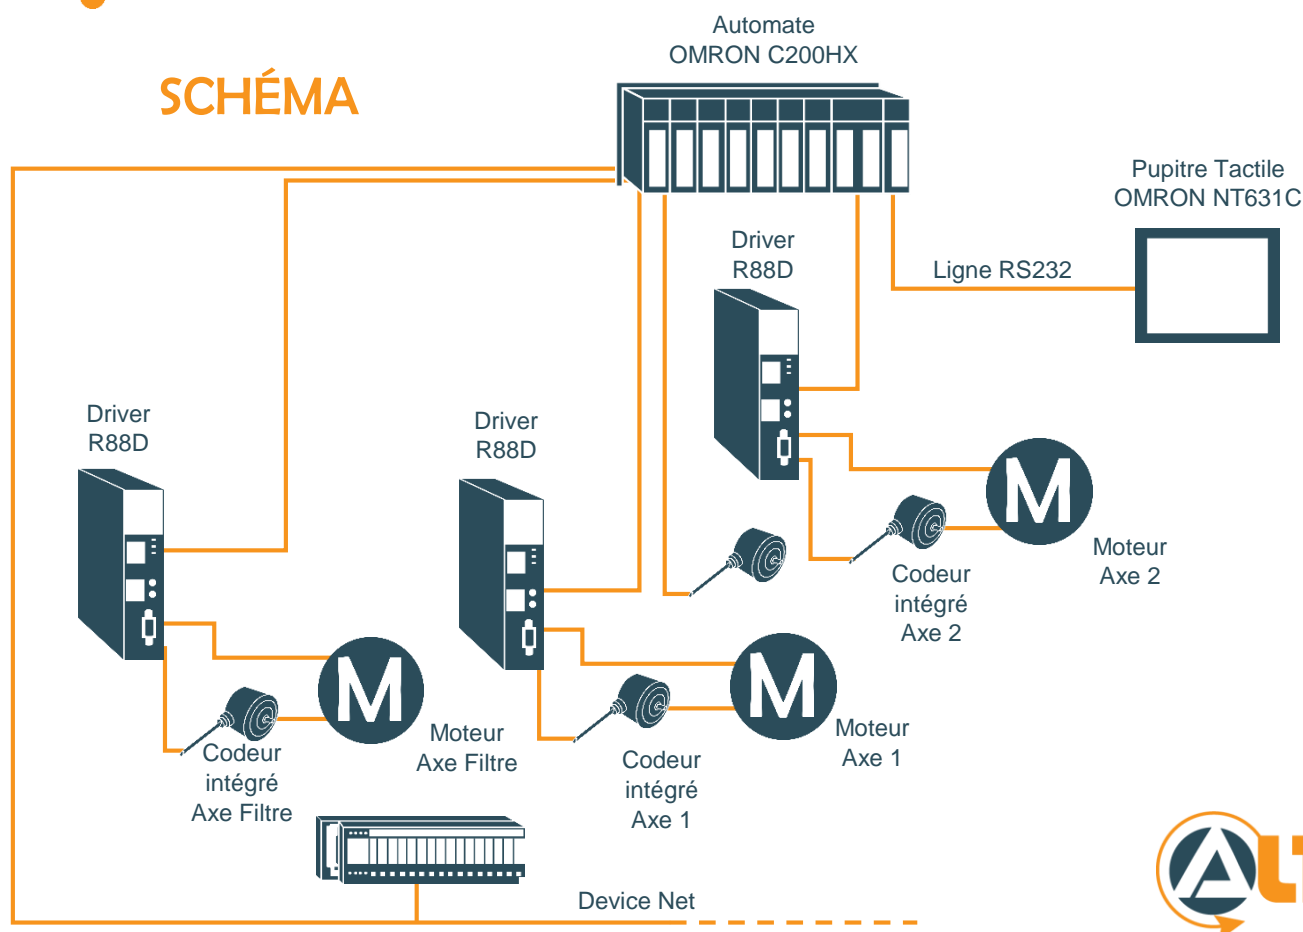 Automate
OMRON C200HX
SCHÉMA
Pupitre Tactile
OMRON NT631C
Driver
R88D
Ligne RS232
Driver
R88D
Driver
R88D
M
Moteur
Axe 2
Codeur
intégré
Axe 2
M
Moteur
Axe Filtre
M
Moteur
Axe 1
Codeur
intégré
Axe Filtre
Codeur
intégré
Axe 1
Device Net